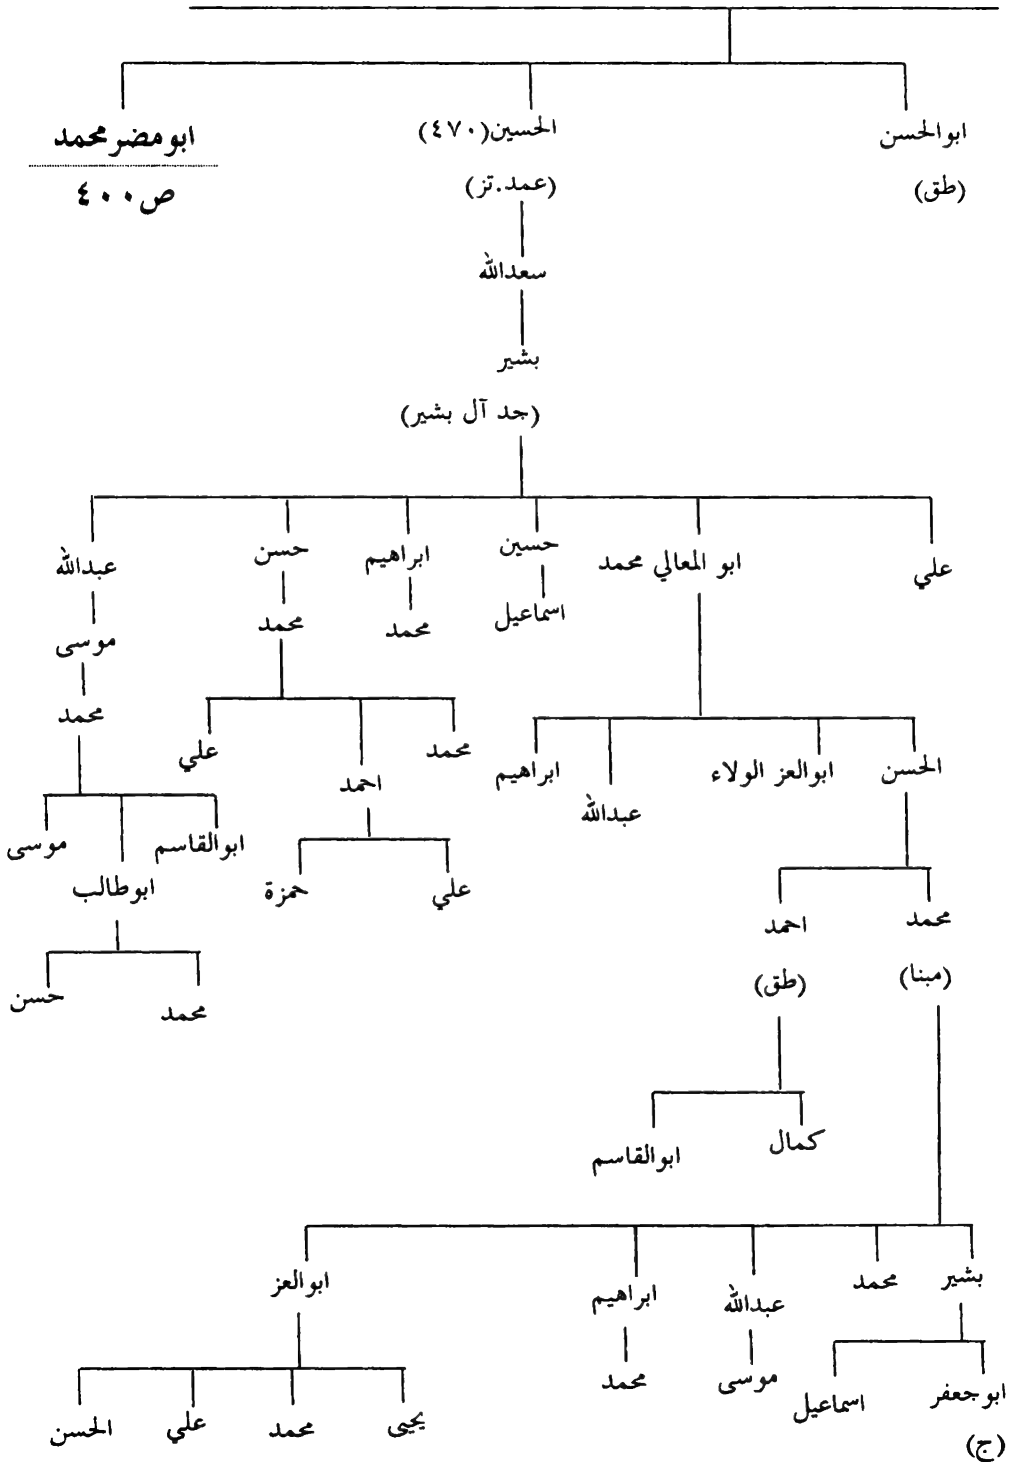 ابوالحسن الحسين(٤٧٠) ابومضر محمد
(طق) (عمد.تز) ص٤٠٠
سعدالله
بشير
(جد آل بشير)
علي ابو المعالي محمد حسين ابراهيم حسن عبدالله
اسماعيل محمد محمد موسى
محمد
محمد احمد علي
الحسن ابوالعز الولاء عبدالله ابراهيم
ابوالقاسم ابوطالب موسى
علي حمزة
محمد احمد
محمد حسن
(مبنا) (طق)
كمال ابوالقاسم
بشير محمد عبدالله ابراهيم ابوالعز
ابوجعفر اسماعيل موسى محمد
يحيى محمد علي الحسن
(ج)